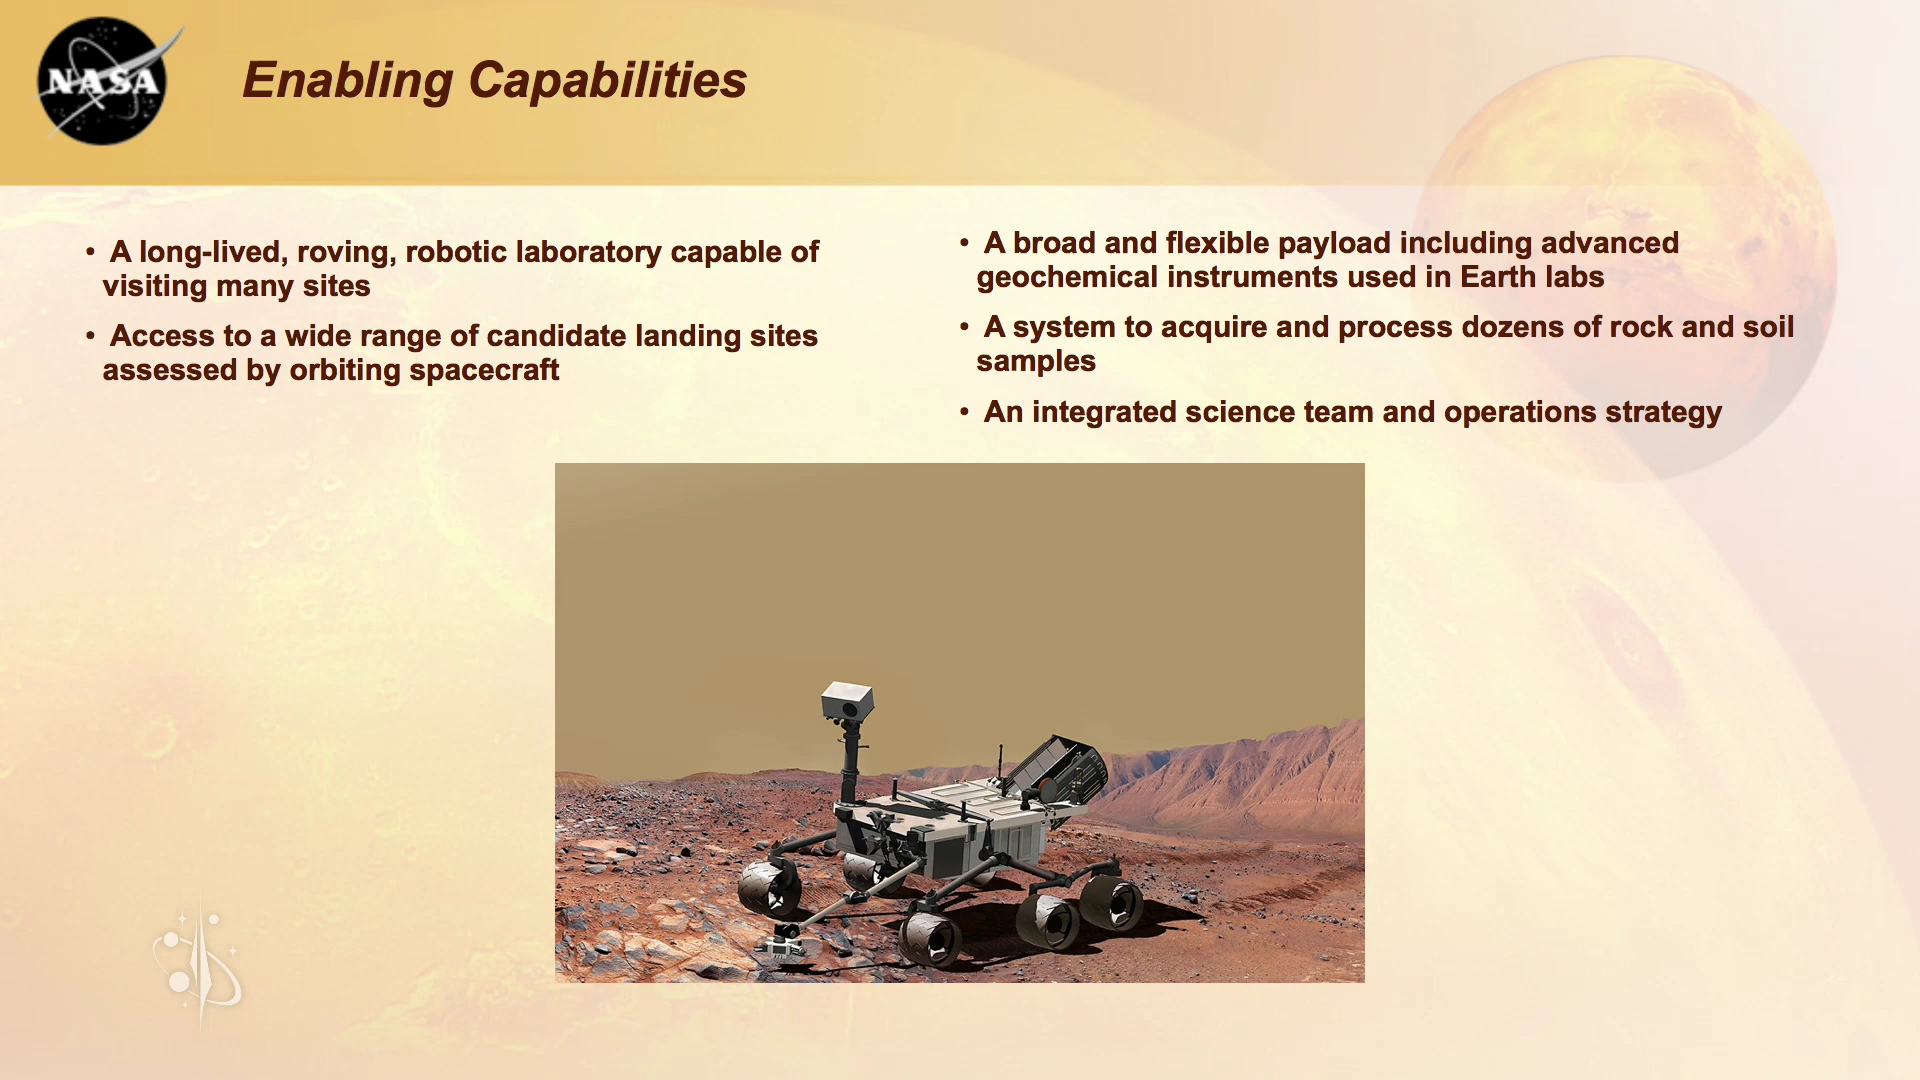 NASA
Enabling Capabilities
• A long-lived, roving, robotic laboratory capable of
visiting many sites
• Access to a wide range of candidate landing sites
assessed by orbiting spacecraft
• A broad and flexible payload including advanced
geochemical instruments used in Earth labs
• A system to acquire and process dozens of rock and soil
samples
• An integrated science team and operations strategy